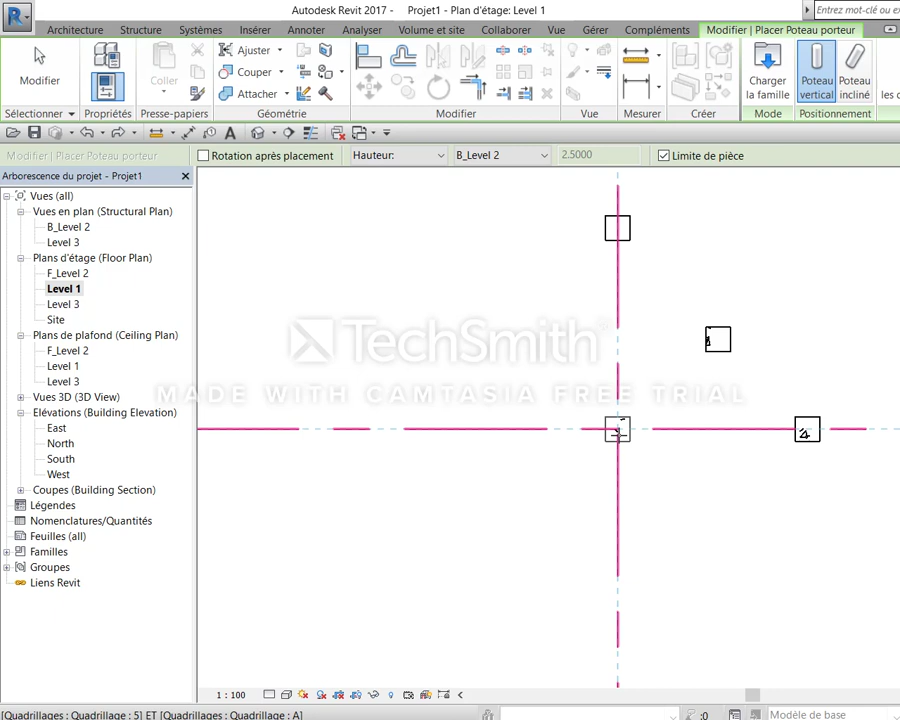 Autodesk Revit 2017 - Projet1 - Plan d'étage: Level 1
Entrez mot-clé ou ex
Architecture Structure Systèmes Insérer Annoter Analyser Volume et site Collaborer Vue Gérer Compléments Modifier | Placer Poteau porteur
Modifier
Coller
Ajuster
Couper
Attacher
Charger
la famille
Poteau
vertical
Poteau
incliné
les c
Sélectionner Propriétés Presse-papiers Géométrie Modifier Vue Mesurer Créer Mode Positionnement
Modifier | Placer Poteau porteur
Rotation après placement
Hauteur:
B_Level 2
2.5000
Limite de pièce
Arborescence du projet - Projet1
Vues (all)
Vues en plan (Structural Plan)
B_Level 2
Level 3
Plans d'étage (Floor Plan)
F_Level 2
Level 1
Level 3
Site
Plans de plafond (Ceiling Plan)
F_Level 2
Level 1
Level 3
Vues 3D (3D View)
Elévations (Building Elevation)
East
North
South
West
Coupes (Building Section)
Légendes
Nomenclatures/Quantités
Feuilles (all)
Familles
Groupes
Liens Revit
TechSmith
MADE WITH CAMTASIA FREE TRIAL
1 : 100
[Quadrillages : Quadrillage : 5] ET [Quadrillages : Quadrillage : A]
:0
Modèle de base